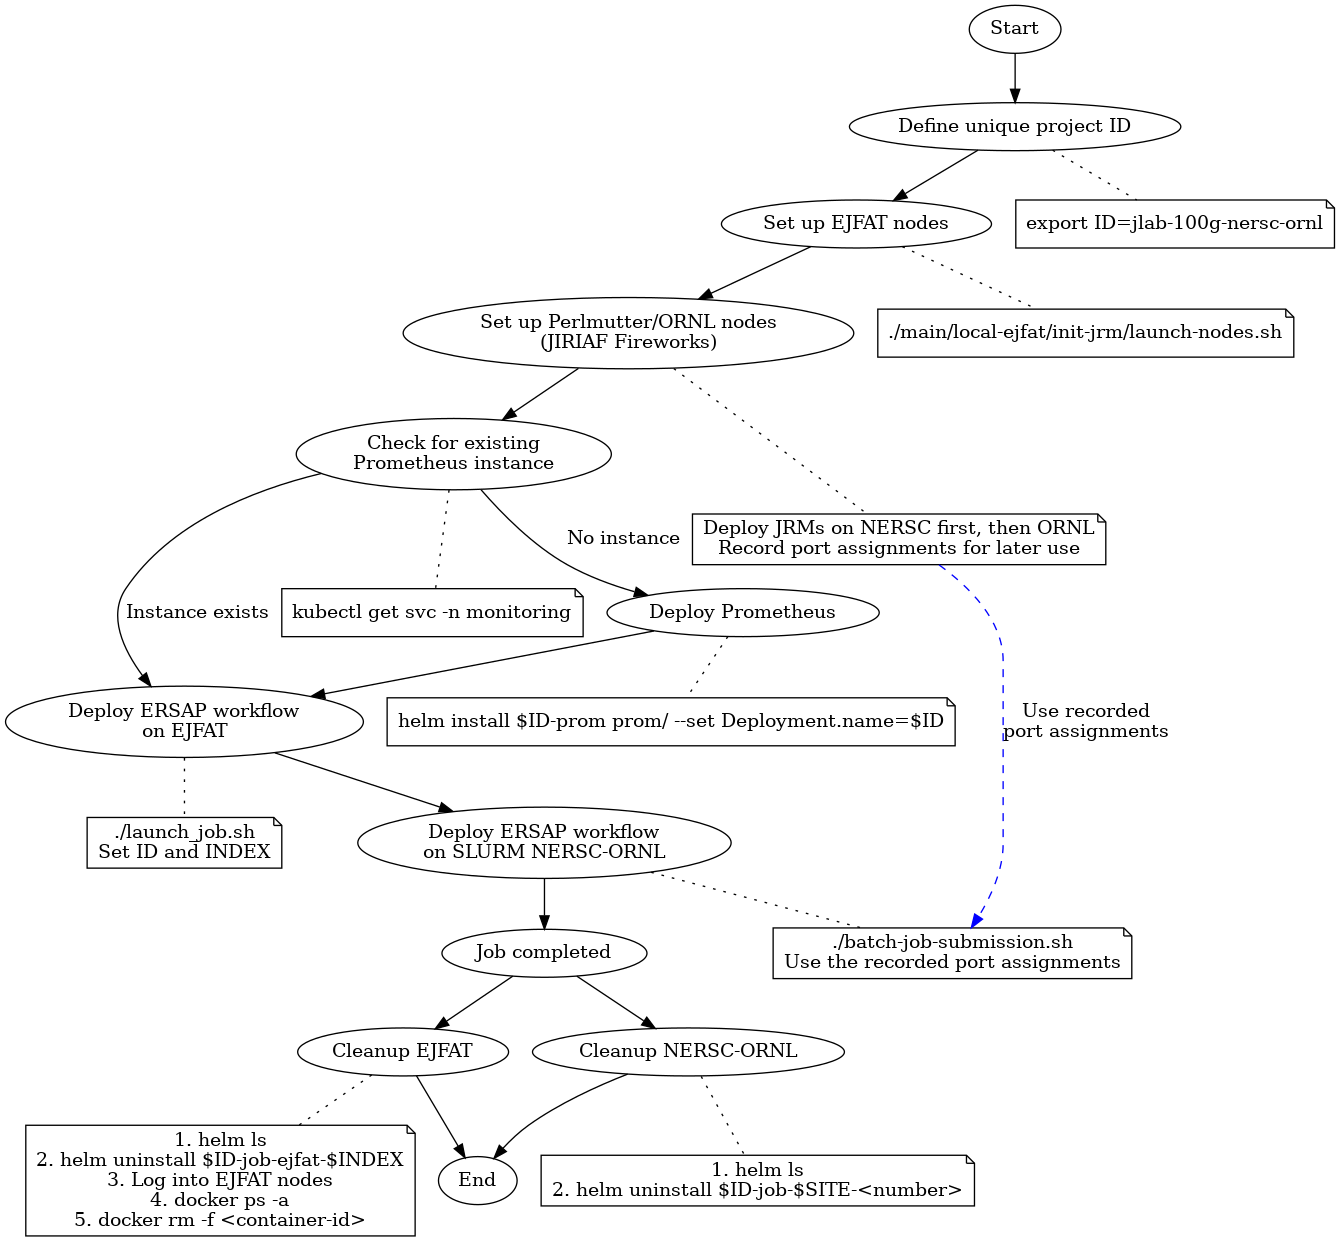 Start
Define unique project ID
export ID=jlab-100g-nersc-ornl
Set up EJFAT nodes
./main/local-ejfat/init-jrm/launch-nodes.sh
Set up Perlmutter/ORNL nodes
(JIRIAF Fireworks)
Check for existing
Prometheus instance
Deploy JRMs on NERSC first, then ORNL
Record port assignments for later use
No instance
Instance exists
kubectl get svc -n monitoring
Deploy Prometheus
Deploy ERSAP workflow
on EJFAT
helm install $ID-prom prom/ --set Deployment.name=$ID
Use recorded
port assignments
./launch_job.sh
Set ID and INDEX
Deploy ERSAP workflow
on SLURM NERSC-ORNL
Job completed
./batch-job-submission.sh
Use the recorded port assignments
Cleanup EJFAT
Cleanup NERSC-ORNL
1. helm ls
2. helm uninstall $ID-job-ejfat-$INDEX
3. Log into EJFAT nodes
4. docker ps -a
5. docker rm -f <container-id>
End
1. helm ls
2. helm uninstall $ID-job-$SITE-<number>